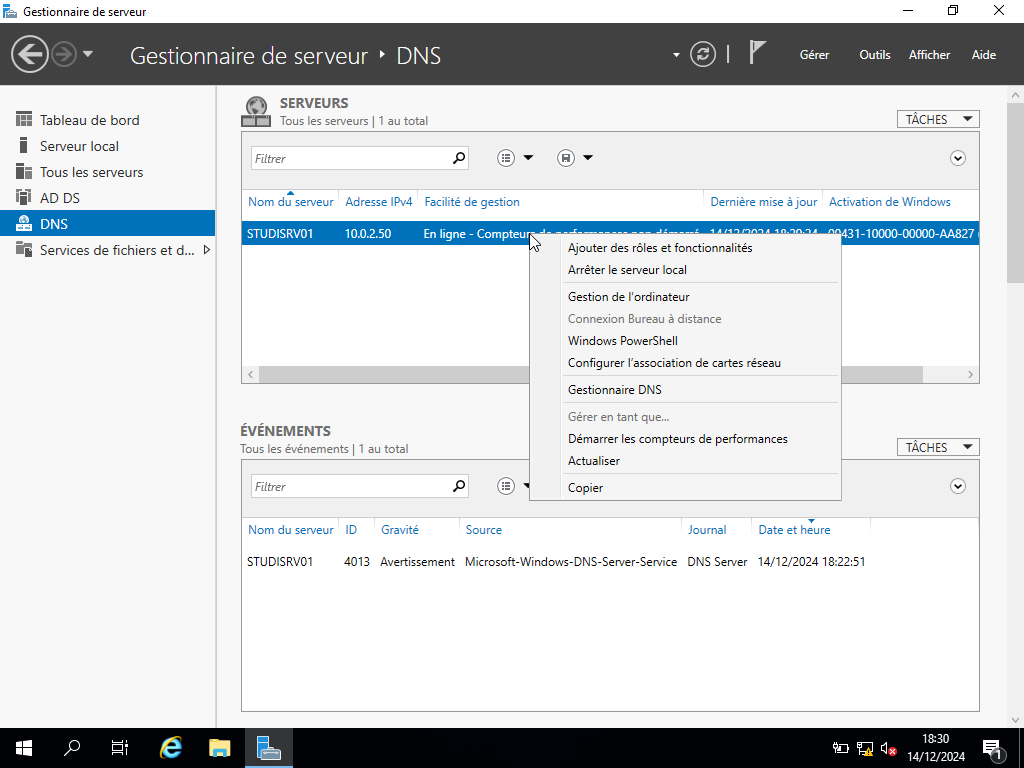 Gestionnaire de serveur
Gestionnaire de serveur ‣ DNS
Gérer Outils Afficher Aide
Tableau de bord
Serveur local
Tous les serveurs
AD DS
DNS
Services de fichiers et d...
SERVEURS
Tous les serveurs | 1 au total
TÂCHES
Filtrer
Nom du serveur Adresse IPv4 Facilité de gestion Dernière mise à jour Activation de Windows
STUDISRV01 10.0.2.50 En ligne - Compteurs de performances non démarré 14/12/2024 18:29:24 00431-10000-00000-AA827
Ajouter des rôles et fonctionnalités
Arrêter le serveur local
Gestion de l'ordinateur
Connexion Bureau à distance
Windows PowerShell
Configurer l'association de cartes réseau
Gestionnaire DNS
Gérer en tant que...
Démarrer les compteurs de performances
Actualiser
Copier
ÉVÉNEMENTS
Tous les événements | 1 au total
TÂCHES
Filtrer
Nom du serveur ID Gravité Source Journal Date et heure
STUDISRV01 4013 Avertissement Microsoft-Windows-DNS-Server-Service DNS Server 14/12/2024 18:22:51
18:30
14/12/2024
1